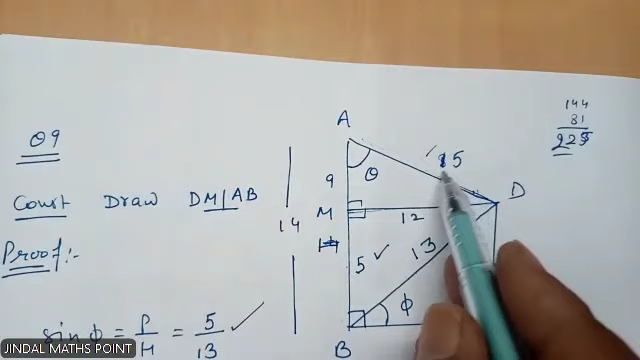 Q9
144
81
225
A
θ
15
9
Const Draw DM⊥AB
M
12
D
14
H
Proof:-
5 ✓
13
sin ϕ = P/H = 5/13 ✓
ϕ
B
JINDAL MATHS POINT